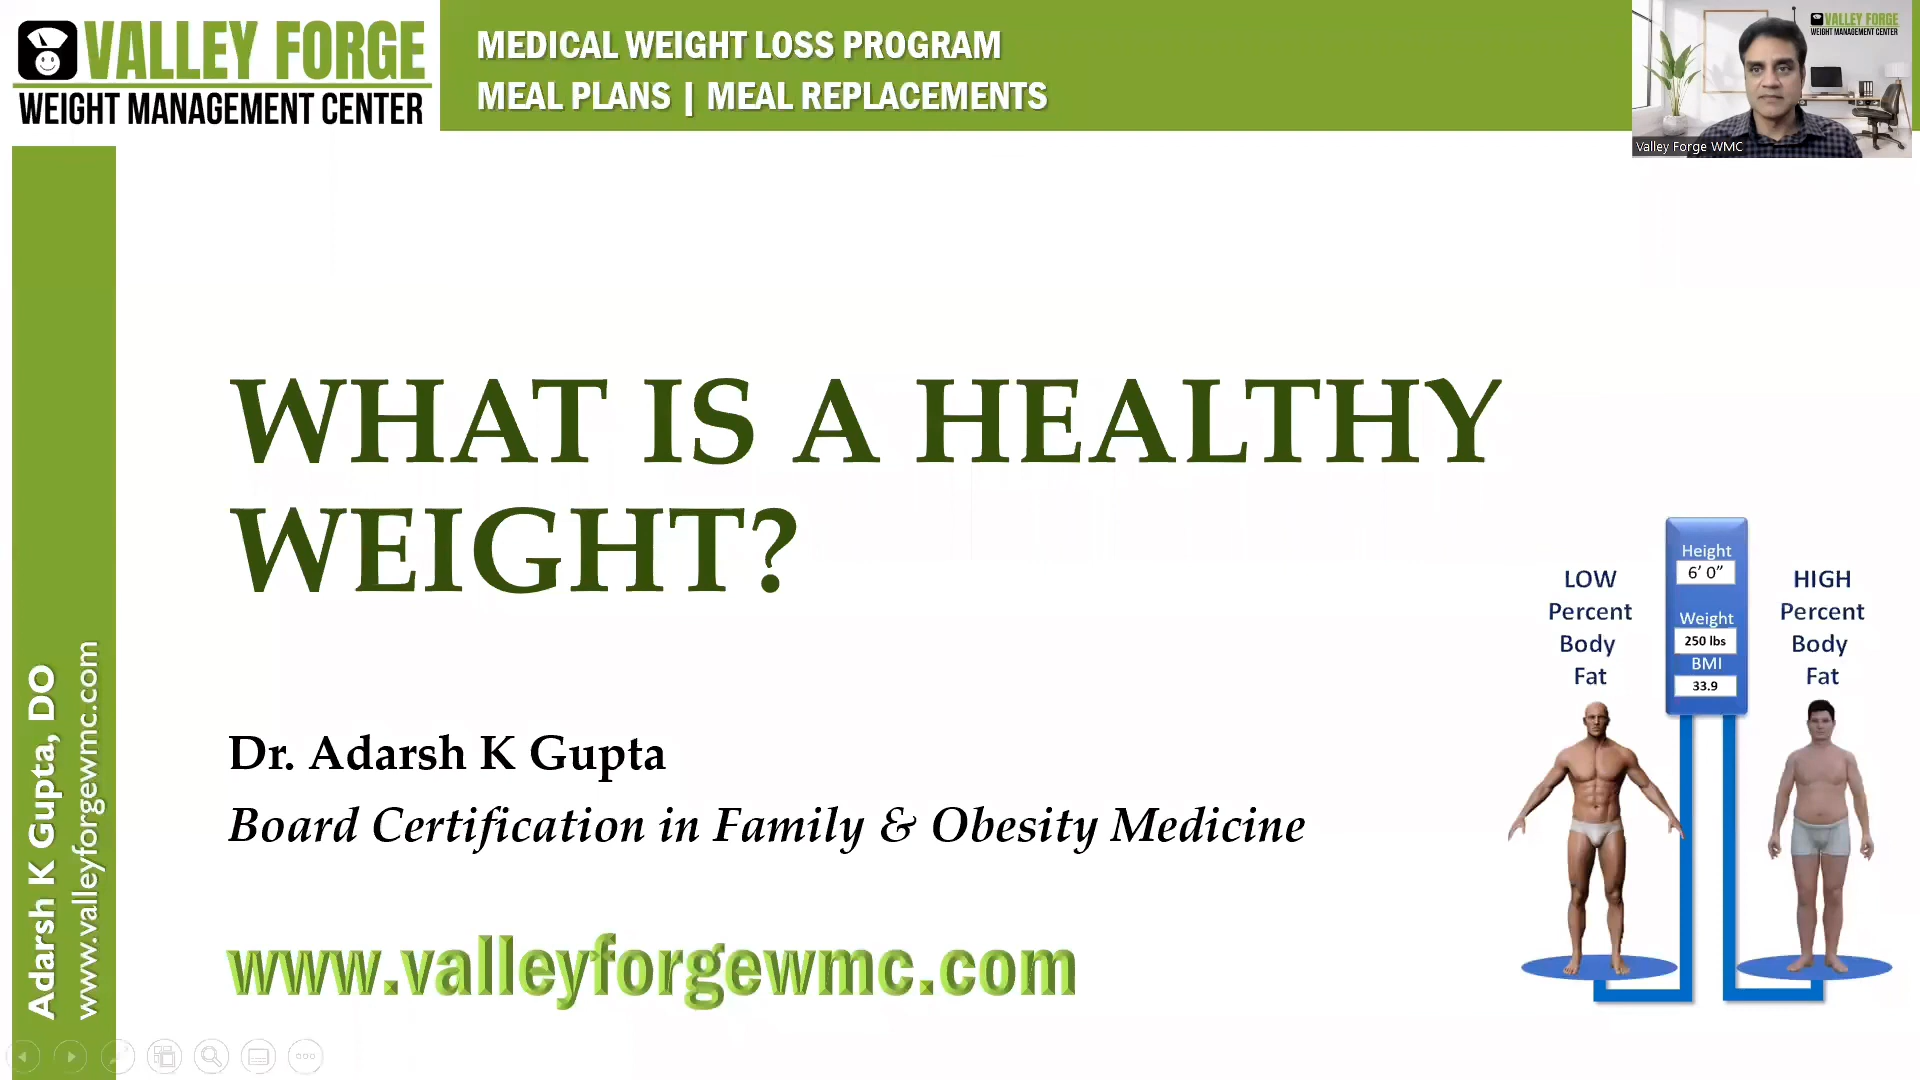 VALLEY FORGE
WEIGHT MANAGEMENT CENTER
MEDICAL WEIGHT LOSS PROGRAM
MEAL PLANS | MEAL REPLACEMENTS
VALLEY FORGE
WEIGHT MANAGEMENT CENTER
Valley Forge WMC
WHAT IS A HEALTHY
WEIGHT?
Dr. Adarsh K Gupta
Board Certification in Family & Obesity Medicine
www.valleyforgewmc.com
Adarsh K Gupta, DO
www.valleyforgewmc.com
LOW
Percent
Body
Fat
Height
6' 0”
Weight
250 lbs
BMI
33.9
HIGH
Percent
Body
Fat